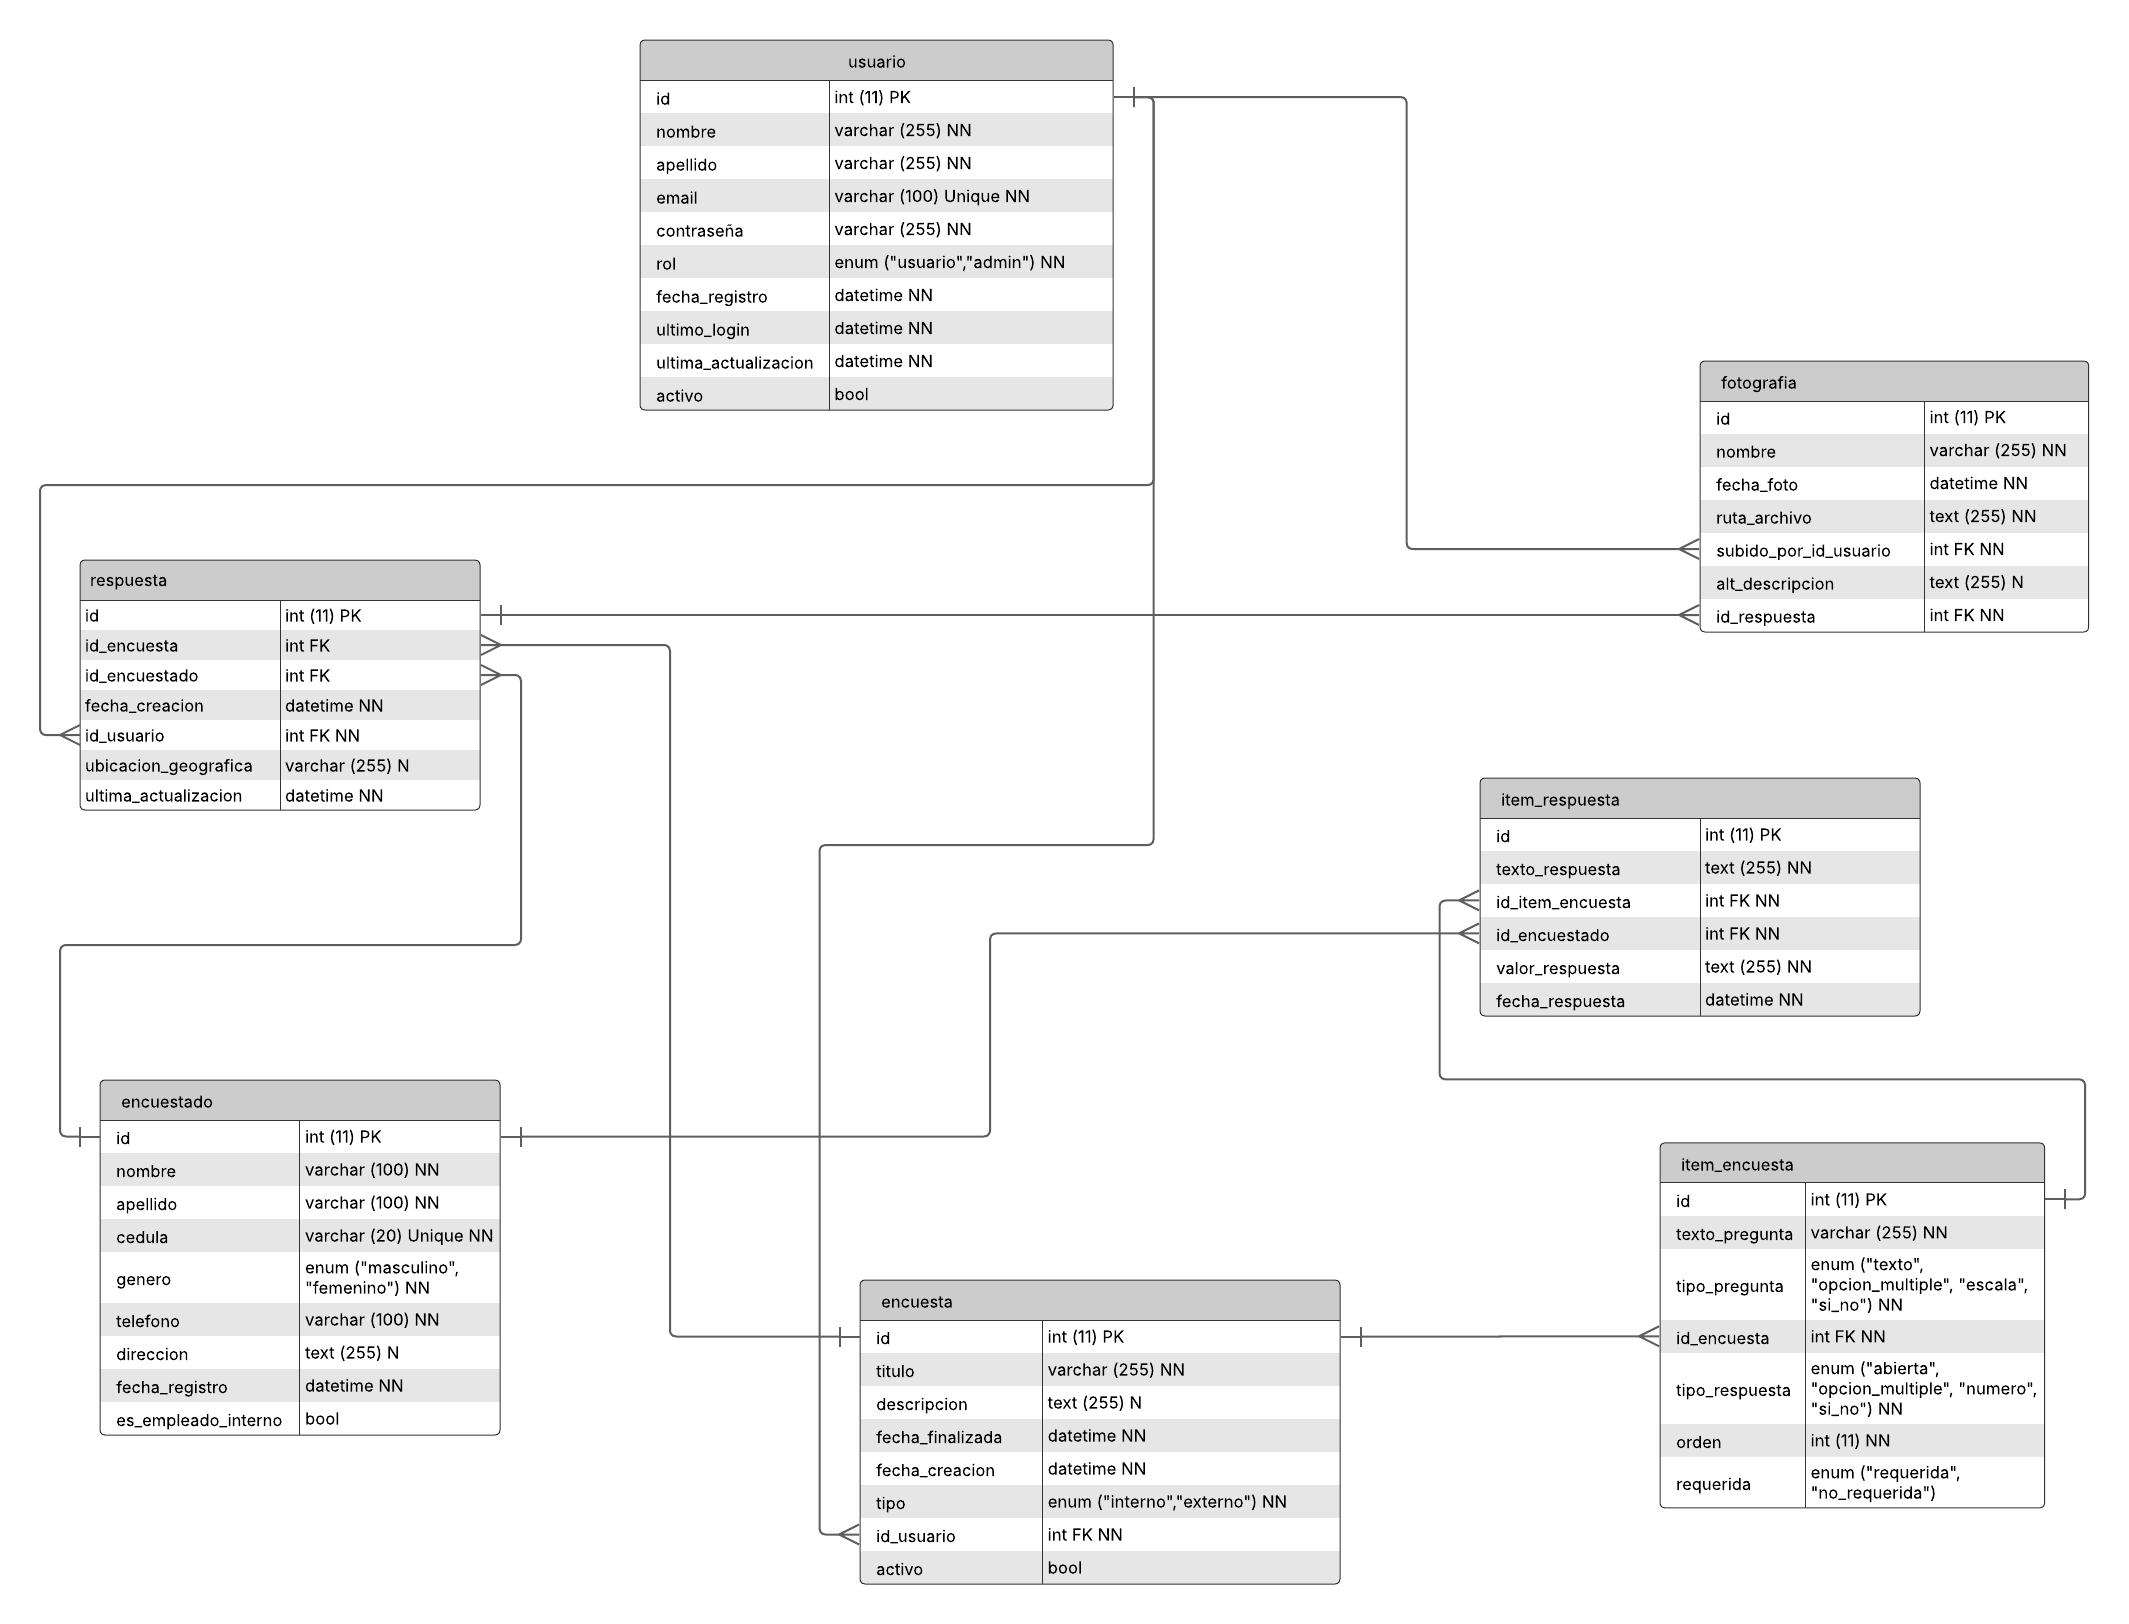 usuario
id int (11) PK
nombre varchar (255) NN
apellido varchar (255) NN
email varchar (100) Unique NN
contraseña varchar (255) NN
rol enum ("usuario","admin") NN
fecha_registro datetime NN
ultimo_login datetime NN
ultima_actualizacion datetime NN
activo bool
fotografia
id int (11) PK
nombre varchar (255) NN
fecha_foto datetime NN
ruta_archivo text (255) NN
subido_por_id_usuario int FK NN
alt_descripcion text (255) N
id_respuesta int FK NN
respuesta
id int (11) PK
id_encuesta int FK
id_encuestado int FK
fecha_creacion datetime NN
id_usuario int FK NN
ubicacion_geografica varchar (255) N
ultima_actualizacion datetime NN
item_respuesta
id int (11) PK
texto_respuesta text (255) NN
id_item_encuesta int FK NN
id_encuestado int FK NN
valor_respuesta text (255) NN
fecha_respuesta datetime NN
encuestado
id int (11) PK
nombre varchar (100) NN
apellido varchar (100) NN
cedula varchar (20) Unique NN
genero enum ("masculino",
"femenino") NN
telefono varchar (100) NN
direccion text (255) N
fecha_registro datetime NN
es_empleado_interno bool
item_encuesta
id int (11) PK
texto_pregunta varchar (255) NN
tipo_pregunta enum ("texto",
"opcion_multiple", "escala",
"si_no") NN
id_encuesta int FK NN
tipo_respuesta enum ("abierta",
"opcion_multiple", "numero",
"si_no") NN
orden int (11) NN
requerida enum ("requerida",
"no_requerida")
encuesta
id int (11) PK
titulo varchar (255) NN
descripcion text (255) N
fecha_finalizada datetime NN
fecha_creacion datetime NN
tipo enum ("interno","externo") NN
id_usuario int FK NN
activo bool